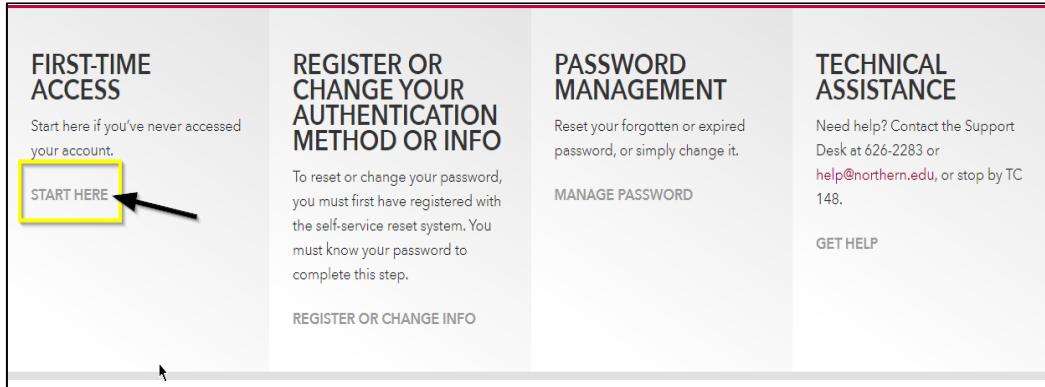 FIRST-TIME
ACCESS
Start here if you've never accessed
your account.
START HERE
REGISTER OR
CHANGE YOUR
AUTHENTICATION
METHOD OR INFO
To reset or change your password,
you must first have registered with
the self-service reset system. You
must know your password to
complete this step.
REGISTER OR CHANGE INFO
PASSWORD
MANAGEMENT
Reset your forgotten or expired
password, or simply change it.
MANAGE PASSWORD
TECHNICAL
ASSISTANCE
Need help? Contact the Support
Desk at 626-2283 or
help@northern.edu, or stop by TC
148.
GET HELP